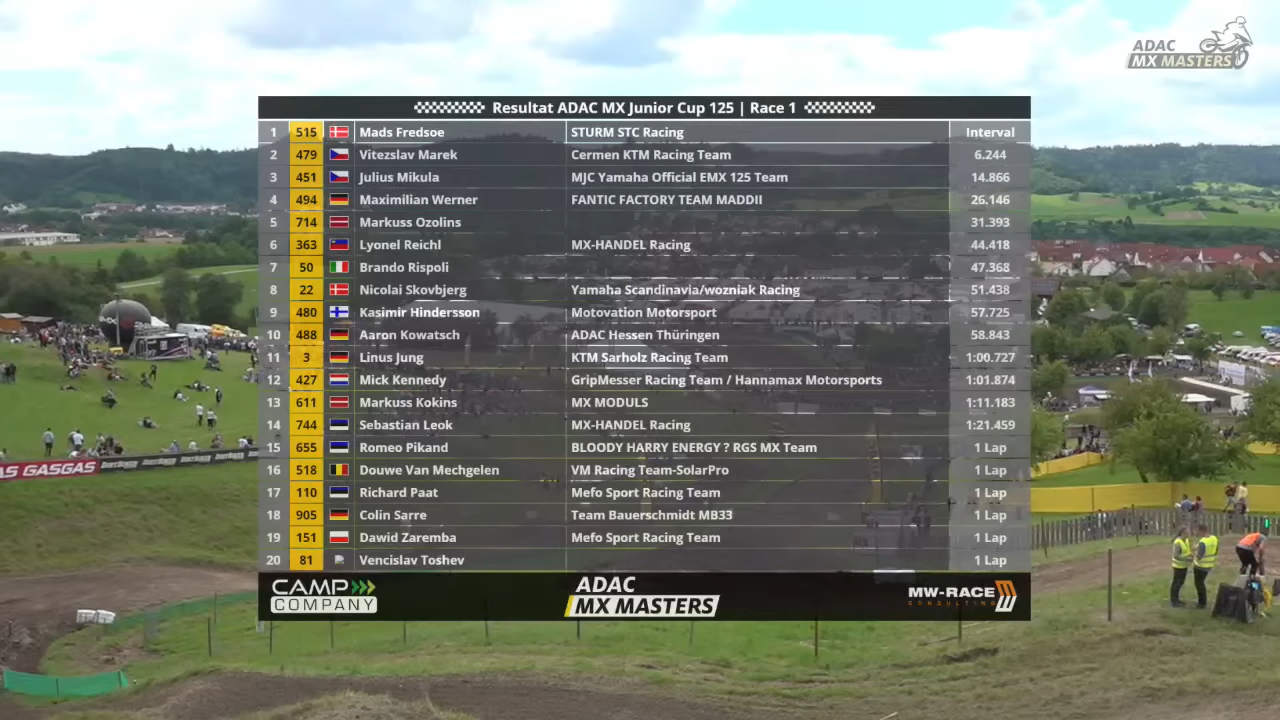 ADAC
MX MASTERS
Resultat ADAC MX Junior Cup 125 | Race 1
1 515 Mads Fredsoe STURM STC Racing Interval
2 479 Vitezslav Marek Cermen KTM Racing Team 6.244
3 451 Julius Mikula MJC Yamaha Official EMX 125 Team 14.866
4 494 Maximilian Werner FANTIC FACTORY TEAM MADDII 26.146
5 714 Markuss Ozolins 31.393
6 363 Lyonel Reichl MX-HANDEL Racing 44.418
7 50 Brando Rispoli 47.368
8 22 Nicolai Skovbjerg Yamaha Scandinavia/wozniak Racing 51.438
9 480 Kasimir Hindersson Motovation Motorsport 57.725
10 488 Aaron Kowatsch ADAC Hessen Thüringen 58.843
11 3 Linus Jung KTM Sarholz Racing Team 1:00.727
12 427 Mick Kennedy GripMesser Racing Team / Hannamax Motorsports 1:01.874
13 611 Markuss Kokins MX MODULS 1:11.183
14 744 Sebastian Leok MX-HANDEL Racing 1:21.459
15 655 Romeo Pikand BLOODY HARRY ENERGY ? RGS MX Team 1 Lap
16 518 Douwe Van Mechgelen VM Racing Team-SolarPro 1 Lap
17 110 Richard Paat Mefo Sport Racing Team 1 Lap
18 905 Colin Sarre Team Bauerschmidt MB33 1 Lap
19 151 Dawid Zaremba Mefo Sport Racing Team 1 Lap
20 81 Vencislav Toshev 1 Lap
AS GASGAS
CAMP COMPANY
ADAC
MX MASTERS
MW-RACE
CONSULTING